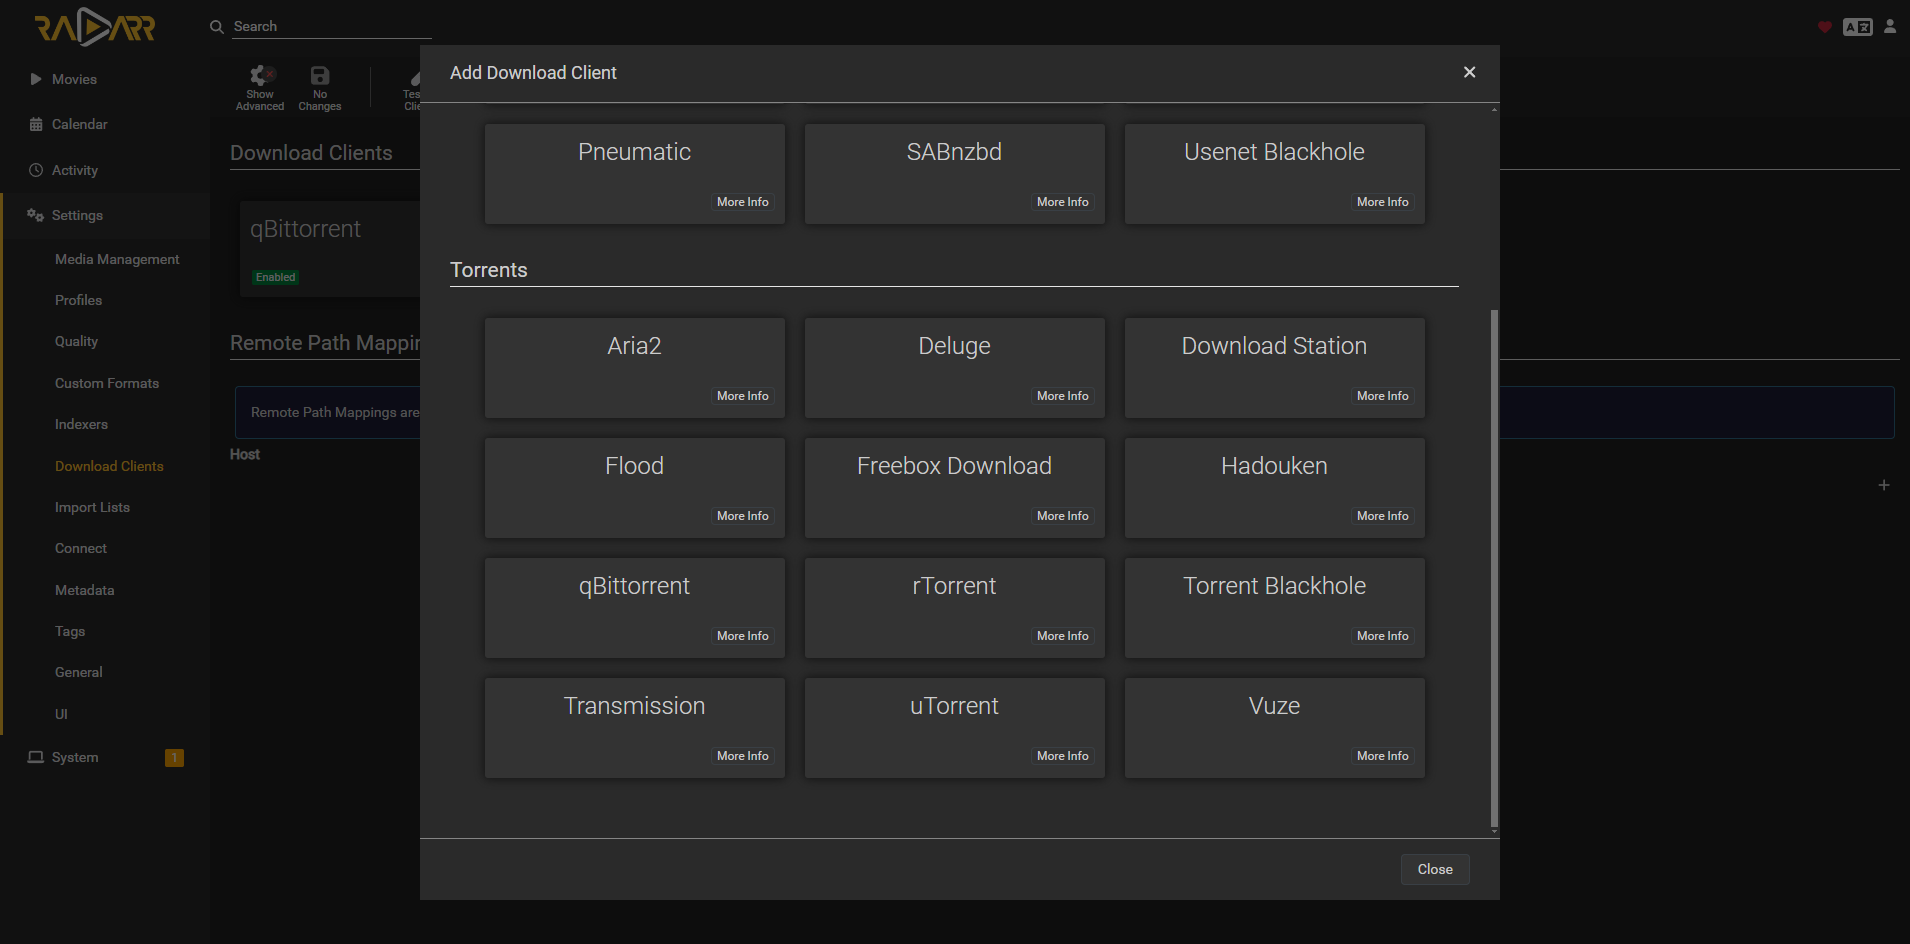 RADARR
Search
Movies
Calendar
Activity
Settings
Media Management
Profiles
Quality
Custom Formats
Indexers
Download Clients
Import Lists
Connect
Metadata
Tags
General
UI
System
1
Show
Advanced
No
Changes
Tes
Clie
Download Clients
qBittorrent
Enabled
Remote Path Mappin
Remote Path Mappings are
Host
Add Download Client
Pneumatic
More Info
SABnzbd
More Info
Usenet Blackhole
More Info
Torrents
Aria2
More Info
Deluge
More Info
Download Station
More Info
Flood
More Info
Freebox Download
More Info
Hadouken
More Info
qBittorrent
More Info
rTorrent
More Info
Torrent Blackhole
More Info
Transmission
More Info
uTorrent
More Info
Vuze
More Info
Close